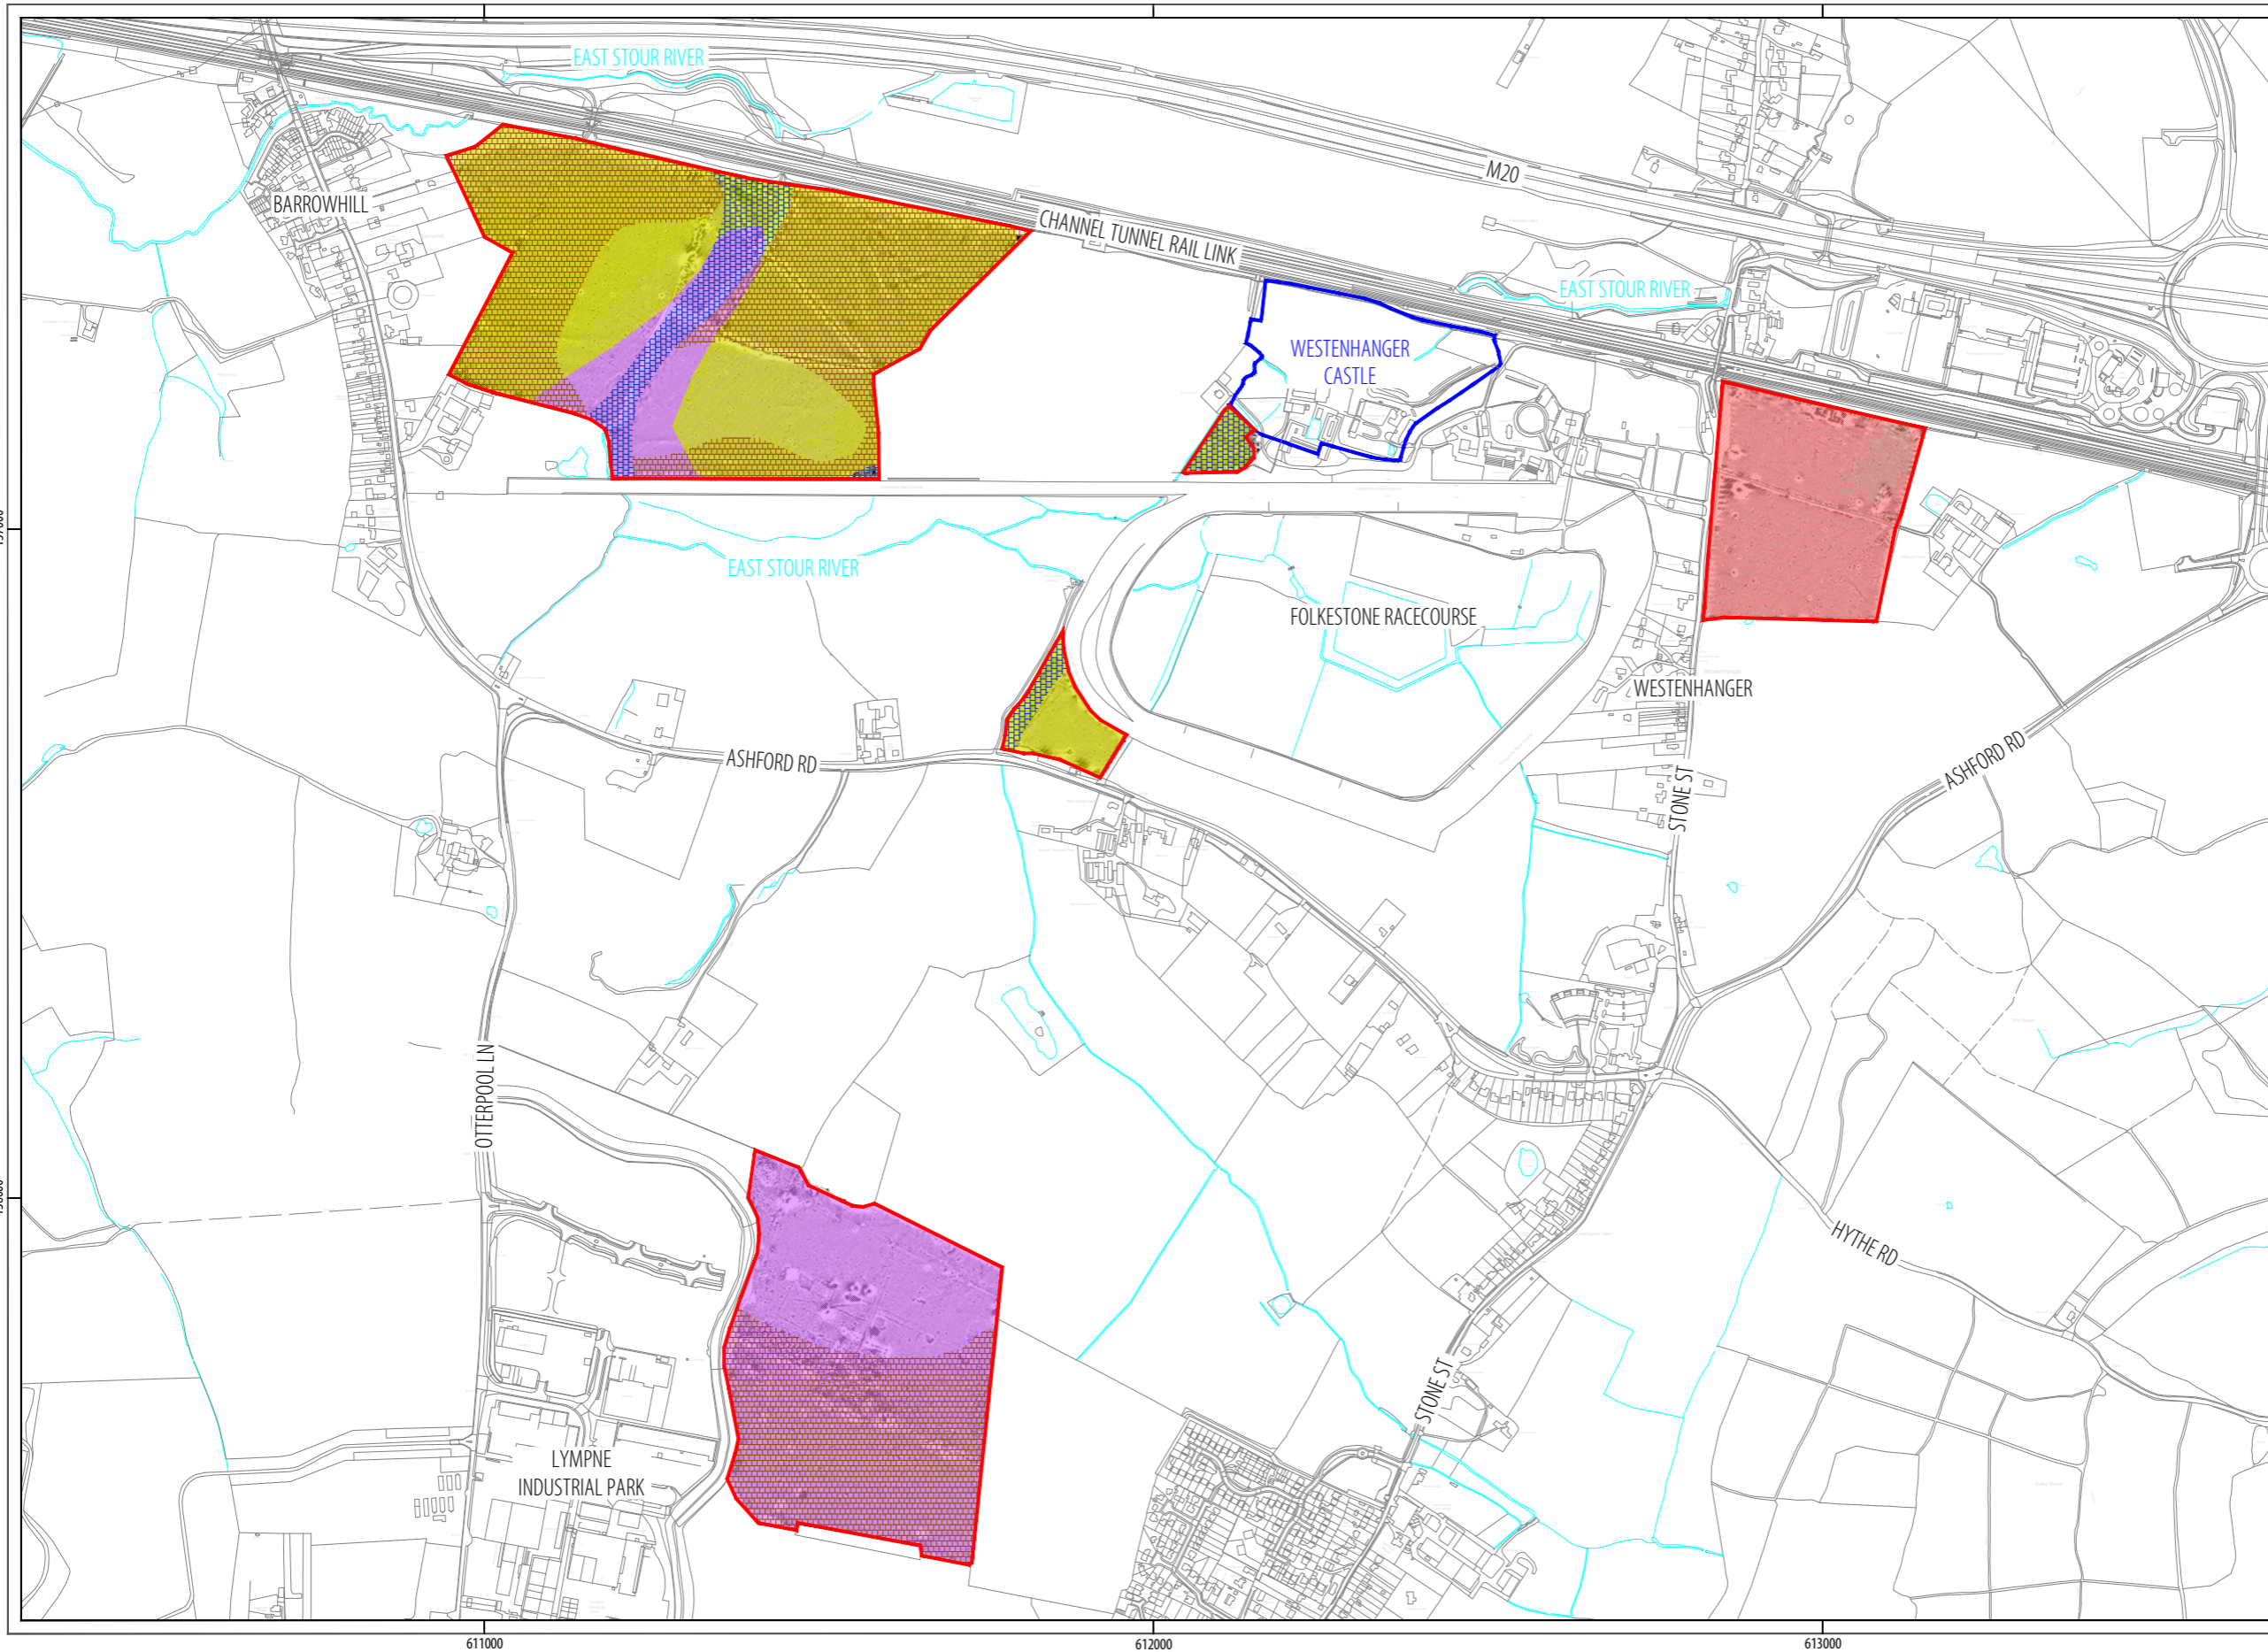 EAST STOUR RIVER
M20
BARROWHILL
CHANNEL TUNNEL RAIL LINK
EAST STOUR RIVER
WESTENHANGER
CASTLE
EAST STOUR RIVER
FOLKESTONE RACECOURSE
WESTENHANGER
ASHFORD RD
ASHFORD RD
STONE ST
OTTERPOOL LN
HYTHE RD
STONE ST
LYMPNE
INDUSTRIAL PARK
611000
612000
613000